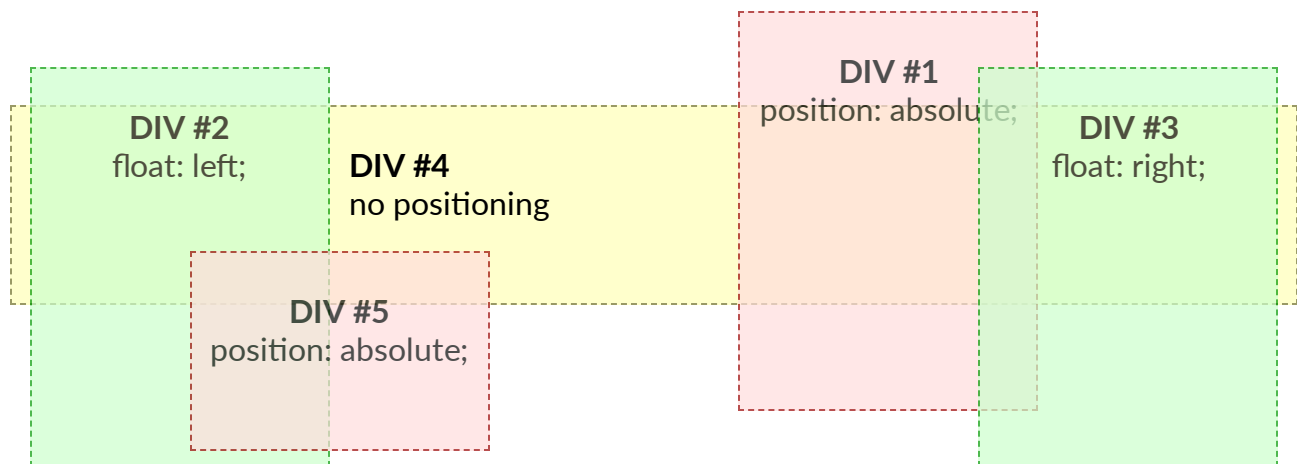 DIV #1
position: absolute;
DIV #2
float: left;
DIV #3
float: right;
DIV #4
no positioning
DIV #5
position: absolute;